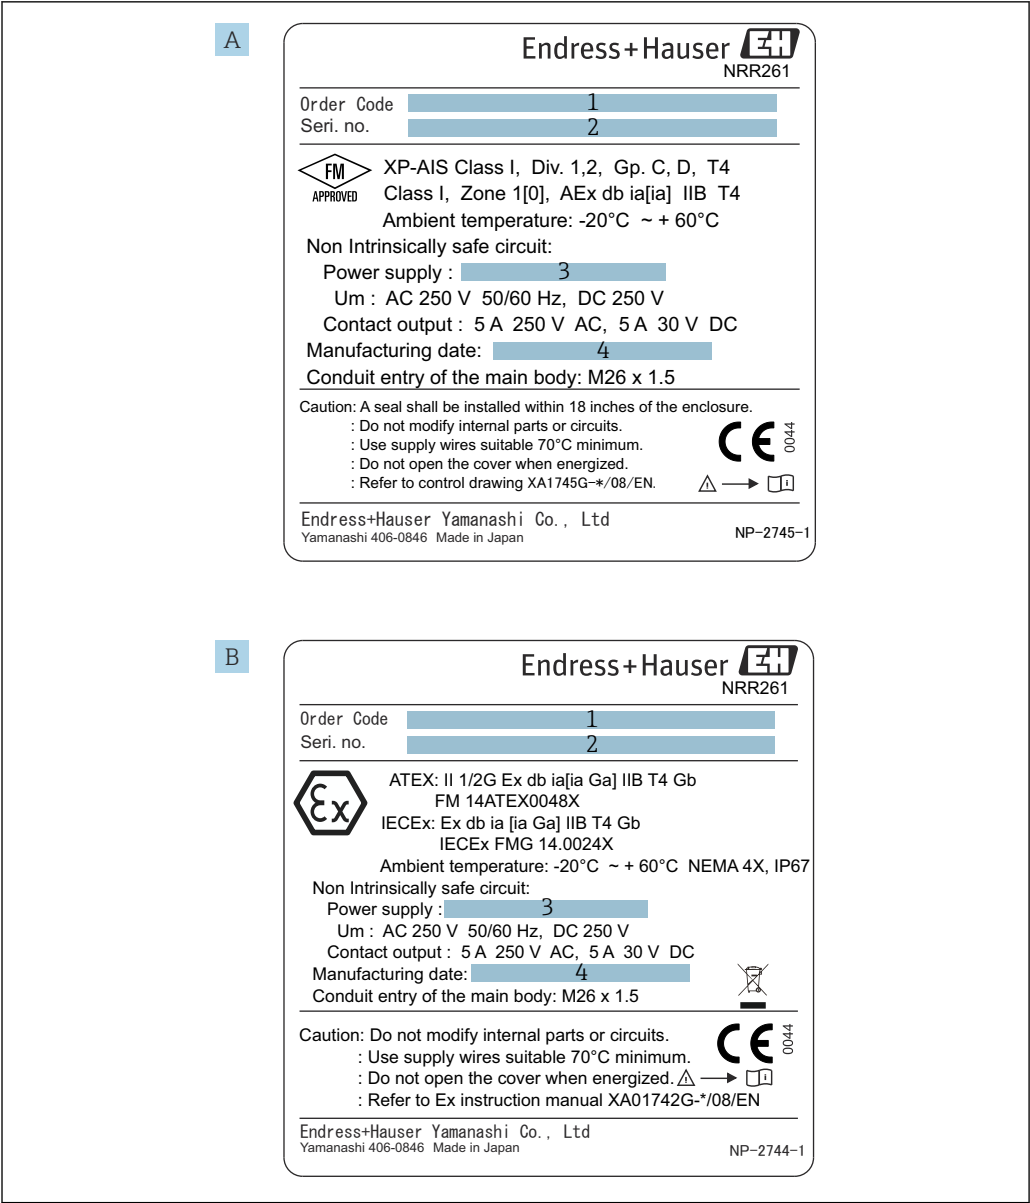 A
Endress+Hauser EH
NRR261
Order Code 1
Seri. no. 2
FM APPROVED
XP-AIS Class I, Div. 1,2, Gp. C, D, T4
Class I, Zone 1[0], AEx db ia[ia] IIB T4
Ambient temperature: -20°C ~ + 60°C
Non Intrinsically safe circuit:
Power supply : 3
Um : AC 250 V 50/60 Hz, DC 250 V
Contact output : 5 A 250 V AC, 5 A 30 V DC
Manufacturing date: 4
Conduit entry of the main body: M26 x 1.5
Caution: A seal shall be installed within 18 inches of the enclosure.
: Do not modify internal parts or circuits.
: Use supply wires suitable 70°C minimum.
: Do not open the cover when energized.
: Refer to control drawing XA1745G-*/08/EN.
CE 0044
Endress+Hauser Yamanashi Co., Ltd
Yamanashi 406-0846 Made in Japan
NP-2745-1
B
Endress+Hauser EH
NRR261
Order Code 1
Seri. no. 2
Ex
ATEX: II 1/2G Ex db ia[ia Ga] IIB T4 Gb
FM 14ATEX0048X
IECEx: Ex db ia [ia Ga] IIB T4 Gb
IECEx FMG 14.0024X
Ambient temperature: -20°C ~ + 60°C NEMA 4X, IP67
Non Intrinsically safe circuit:
Power supply : 3
Um : AC 250 V 50/60 Hz, DC 250 V
Contact output : 5 A 250 V AC, 5 A 30 V DC
Manufacturing date: 4
Conduit entry of the main body: M26 x 1.5
Caution: Do not modify internal parts or circuits.
: Use supply wires suitable 70°C minimum.
: Do not open the cover when energized.
: Refer to Ex instruction manual XA01742G-*/08/EN
CE 0044
Endress+Hauser Yamanashi Co., Ltd
Yamanashi 406-0846 Made in Japan
NP-2744-1